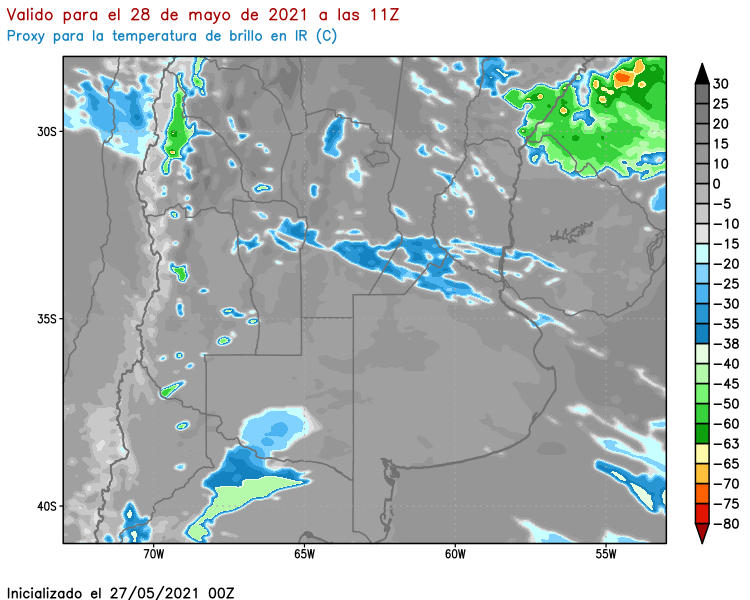 Valido para el 28 de mayo de 2021 a las 11Z
Proxy para la temperatura de brillo en IR (C)
30
25
20
15
10
0
-5
-10
-15
-20
-25
-30
-35
-38
-40
-45
-50
-60
-63
-65
-70
-75
-80
30S
35S
40S
70W
65W
60W
55W
Inicializado el 27/05/2021 00Z